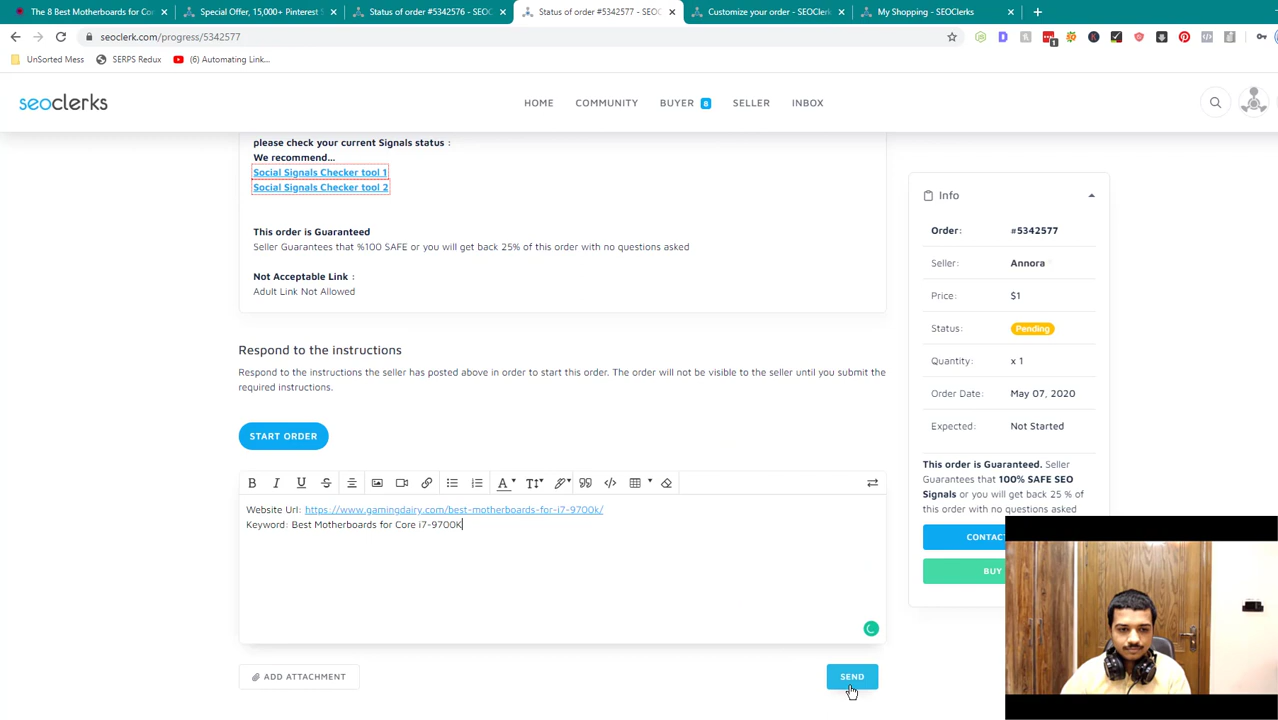 The 8 Best Motherboards for Cor
Special Offer, 15,000+ Pinterest S
Status of order #5342576 - SEOC
Status of order #5342577 - SEOC
Customize your order - SEOClerk
My Shopping - SEOClerks
seoclerk.com/progress/5342577
UnSorted Mess
SERPS Redux
(6) Automating Link...
seoclerks
HOME
COMMUNITY
BUYER 8
SELLER
INBOX
please check your current Signals status :
We recommend...
Social Signals Checker tool 1
Social Signals Checker tool 2
This order is Guaranteed
Seller Guarantees that %100 SAFE or you will get back 25% of this order with no questions asked
Not Acceptable Link :
Adult Link Not Allowed
Respond to the instructions
Respond to the instructions the seller has posted above in order to start this order. The order will not be visible to the seller until you submit the
required instructions.
START ORDER
Website Url: https://www.gamingdairy.com/best-motherboards-for-i7-9700k/
Keyword: Best Motherboards for Core i7-9700K
ADD ATTACHMENT
SEND
Info
Order: #5342577
Seller: Annora
Price: $1
Status: Pending
Quantity: x 1
Order Date: May 07, 2020
Expected: Not Started
This order is Guaranteed. Seller
Guarantees that 100% SAFE SEO
Signals or you will get back 25 % of
this order with no questions asked
CONTAC
BUY